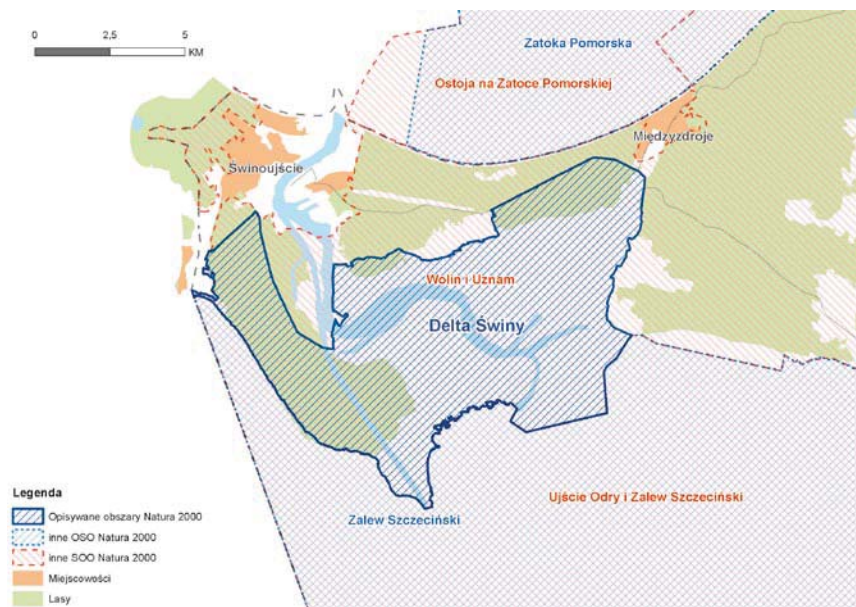 0
2,5
5
KM
Zatoka Pomorska
Ostoja na Zatoce Pomorskiej
Międzyzdroje
Świnoujście
Wolin i Uznam
Delta Świny
Ujście Odry i Zalew Szczeciński
Zalew Szczeciński
Legenda
Opisywane obszary Natura 2000
inne OSO Natura 2000
inne SOO Natura 2000
Miejscowości
Lasy